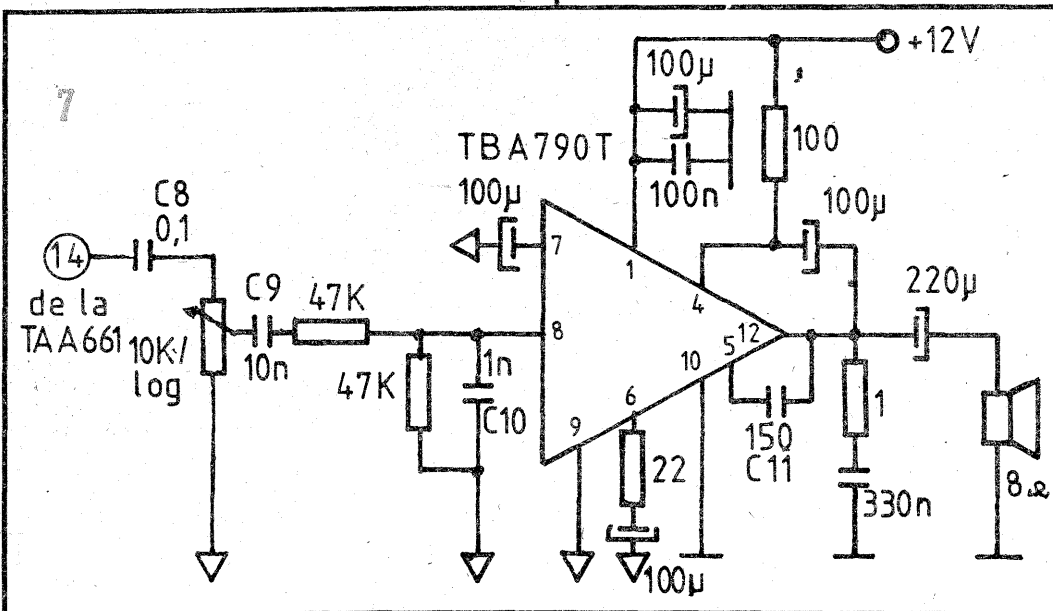 7
+12V
100µ
100n
100
TBA790T
100µ
7
1
4
100µ
220µ
C8
0,1
14
de la
TAA661
10K/
log
C9
10n
47K
47K
1n
C10
8
9
6
10
5
12
22
100µ
150
C11
1
330n
8Ω